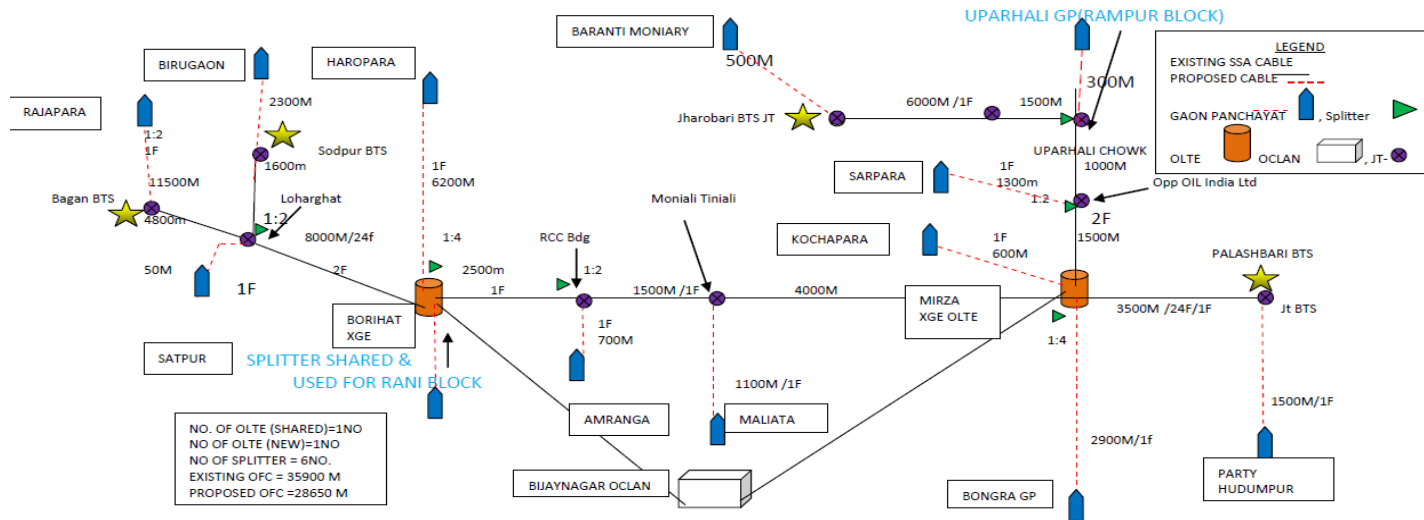 UPARHALI GP(RAMPUR BLOCK)
BARANTI MONIARY
BIRUGAON
HAROPARA
500M
300M
LEGEND
EXISTING SSA CABLE
PROPOSED CABLE
GAON PANCHAYAT
, Splitter
OLTE
OCLAN
, JT-
RAJAPARA
2300M
1:2
1F
Sodpur BTS
1600m
11500M
Bagan BTS
4800m
Loharghat
1:2
8000M/24f
2F
50M
1F
SATPUR
1F
6200M
1:4
2500m
1F
BORIHAT
XGE
SPLITTER SHARED &
USED FOR RANI BLOCK
RCC Bdg
1:2
1500M /1F
1F
700M
AMRANGA
Moniali Tiniali
4000M
1100M /1F
MALIATA
Jharobari BTS JT
6000M /1F
1500M
UPARHALI CHOWK
1000M
SARPARA
1F
1300m
1:2
Opp OIL India Ltd
2F
1500M
KOCHAPARA
1F
600M
MIRZA
XGE OLTE
1:4
PALASHBARI BTS
3500M /24F/1F
Jt BTS
1500M/1F
PARTY
HUDUMPUR
2900M/1f
BONGRA GP
BIJAYNAGAR OCLAN
NO. OF OLTE (SHARED)=1NO
NO OF OLTE (NEW)=1NO
NO OF SPLITTER = 6NO.
EXISTING OFC = 35900 M
PROPOSED OFC =28650 M